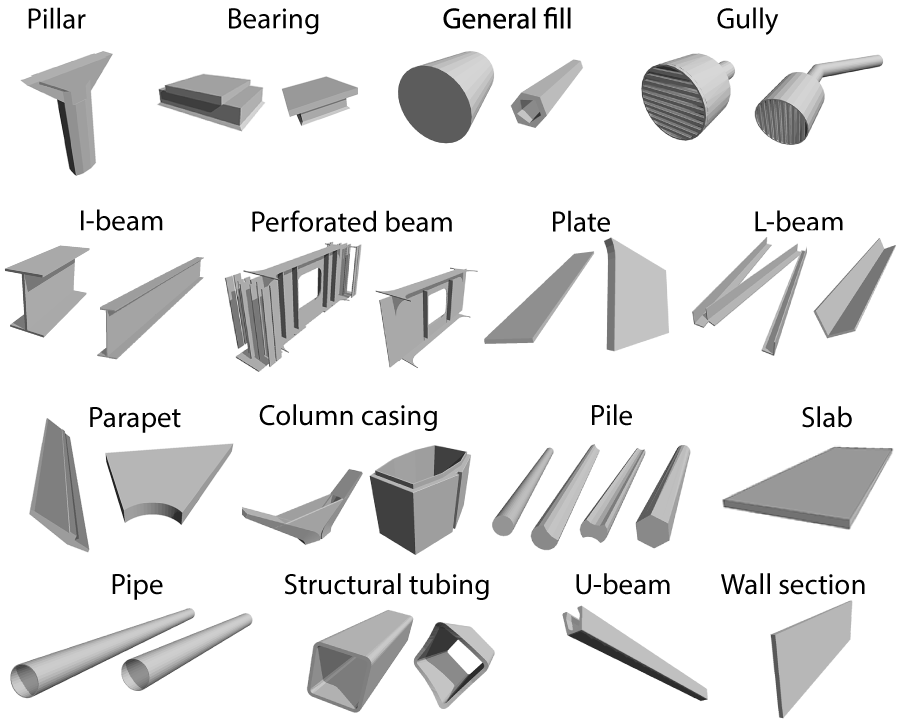 Pillar
Bearing
General fill
Gully
I-beam
Perforated beam
Plate
L-beam
Parapet
Column casing
Pile
Slab
Pipe
Structural tubing
U-beam
Wall section